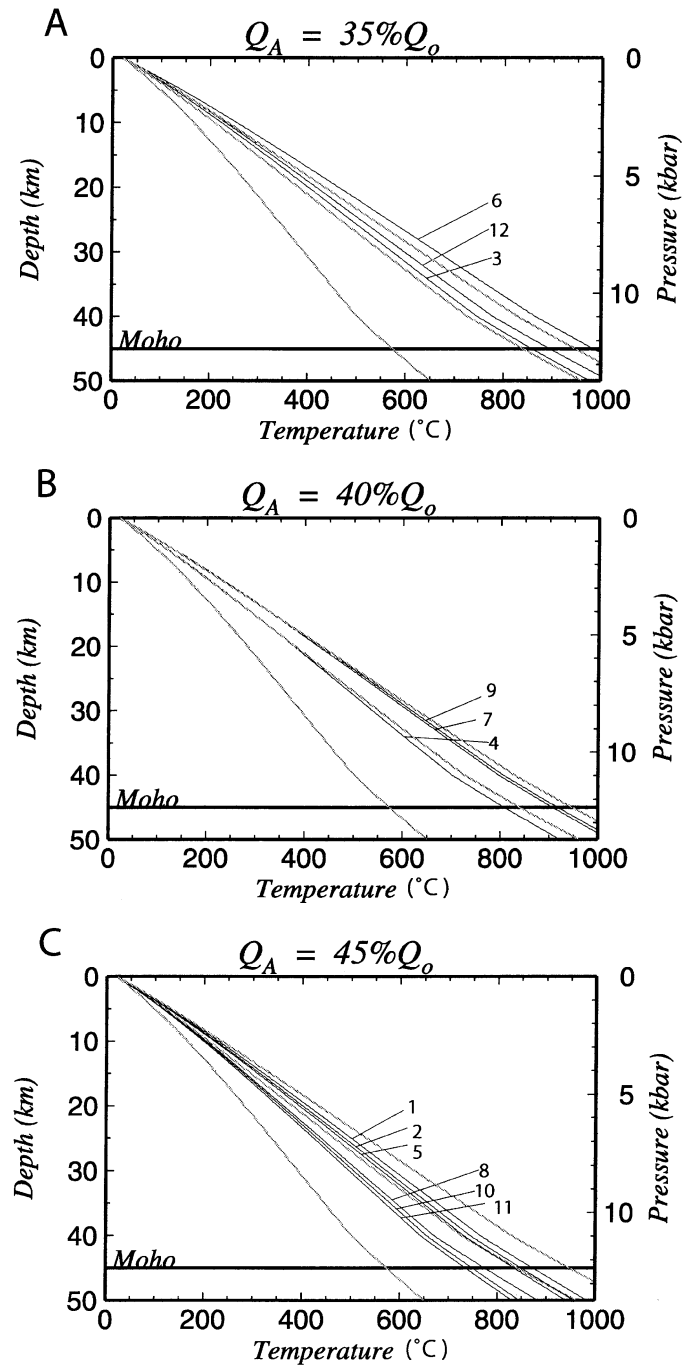 A
Q_A = 35%Q_o
0 0
10
20 5
30
40 10
50
Depth (km)
Pressure (kbar)
6
12
3
Moho
0 200 400 600 800 1000
Temperature (°C)
B
Q_A = 40%Q_o
0 0
10
20 5
30
40 10
50
Depth (km)
Pressure (kbar)
9
7
4
Moho
0 200 400 600 800 1000
Temperature (°C)
C
Q_A = 45%Q_o
0 0
10
20 5
30
40 10
50
Depth (km)
Pressure (kbar)
1
2
5
8
10
11
Moho
0 200 400 600 800 1000
Temperature (°C)